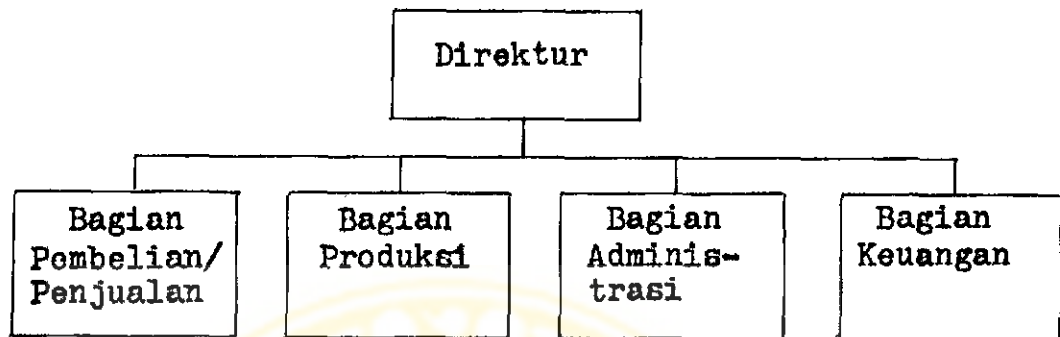 Direktur
Bagian
Pembelian/
Penjualan
Bagian
Produksi
Bagian
Adminis-
trasi
Bagian
Keuangan